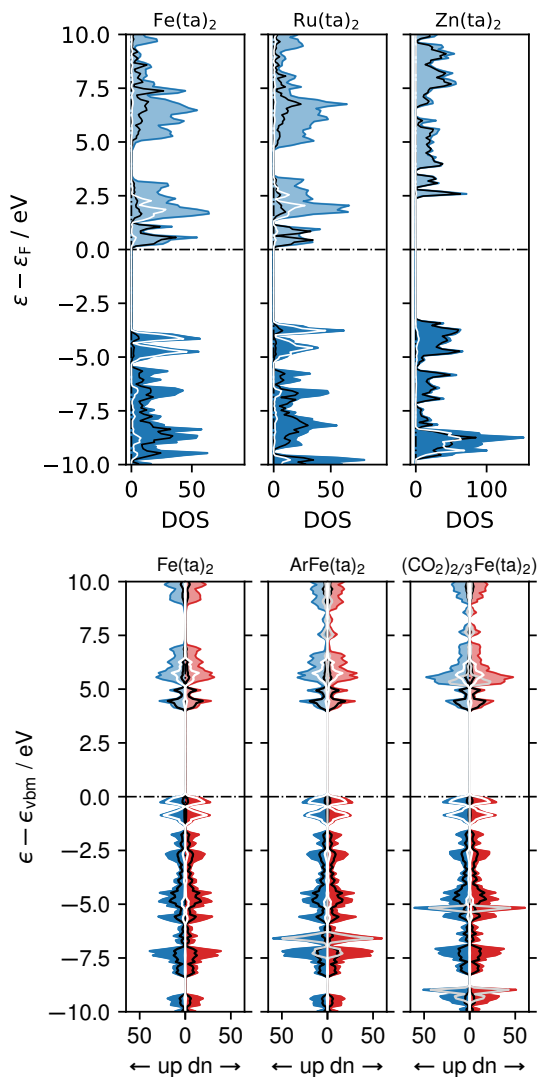 Fe(ta)₂ Ru(ta)₂ Zn(ta)₂
10.0
7.5
5.0
2.5
0.0
−2.5
−5.0
−7.5
−10.0
ε − ε_F / eV
0 50 0 50 0 100
DOS DOS DOS
Fe(ta)₂ ArFe(ta)₂ (CO₂)₂/₃Fe(ta)₂)
10.0
7.5
5.0
2.5
0.0
−2.5
−5.0
−7.5
−10.0
ϵ − ϵ_vbm / eV
50 0 50 50 0 50 50 0 50
← up dn → ← up dn → ← up dn →